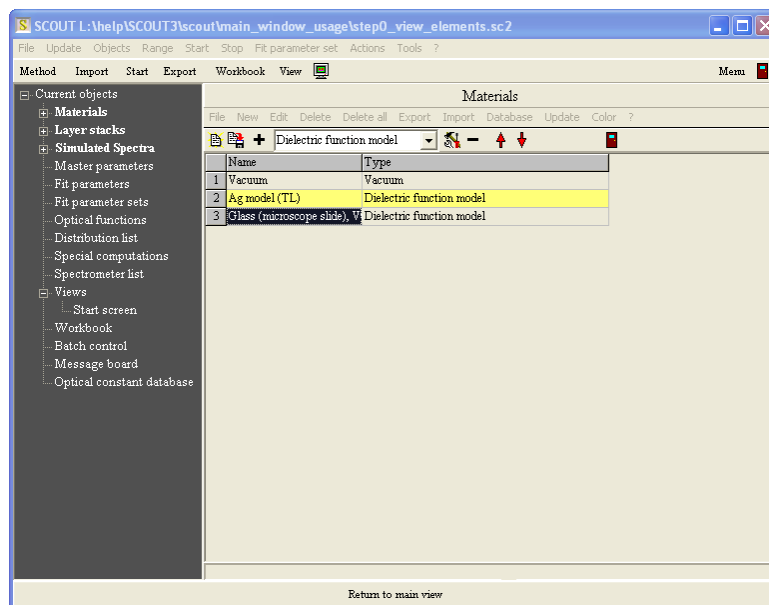 SCOUT L:\help\SCOUT3\scout\main_window_usage\step0_view_elements.sc2
File Update Objects Range Start Stop Fit parameter set Actions Tools ?
Method Import Start Export Workbook View Menu
Current objects
Materials
Layer stacks
Simulated Spectra
Master parameters
Fit parameters
Fit parameter sets
Optical functions
Distribution list
Special computations
Spectrometer list
Views
Start screen
Workbook
Batch control
Message board
Optical constant database
Materials
File New Edit Delete Delete all Export Import Database Update Color ?
Dielectric function model
Name Type
1 Vacuum Vacuum
2 Ag model (TL) Dielectric function model
3 Glass (microscope slide), V Dielectric function model
Return to main view